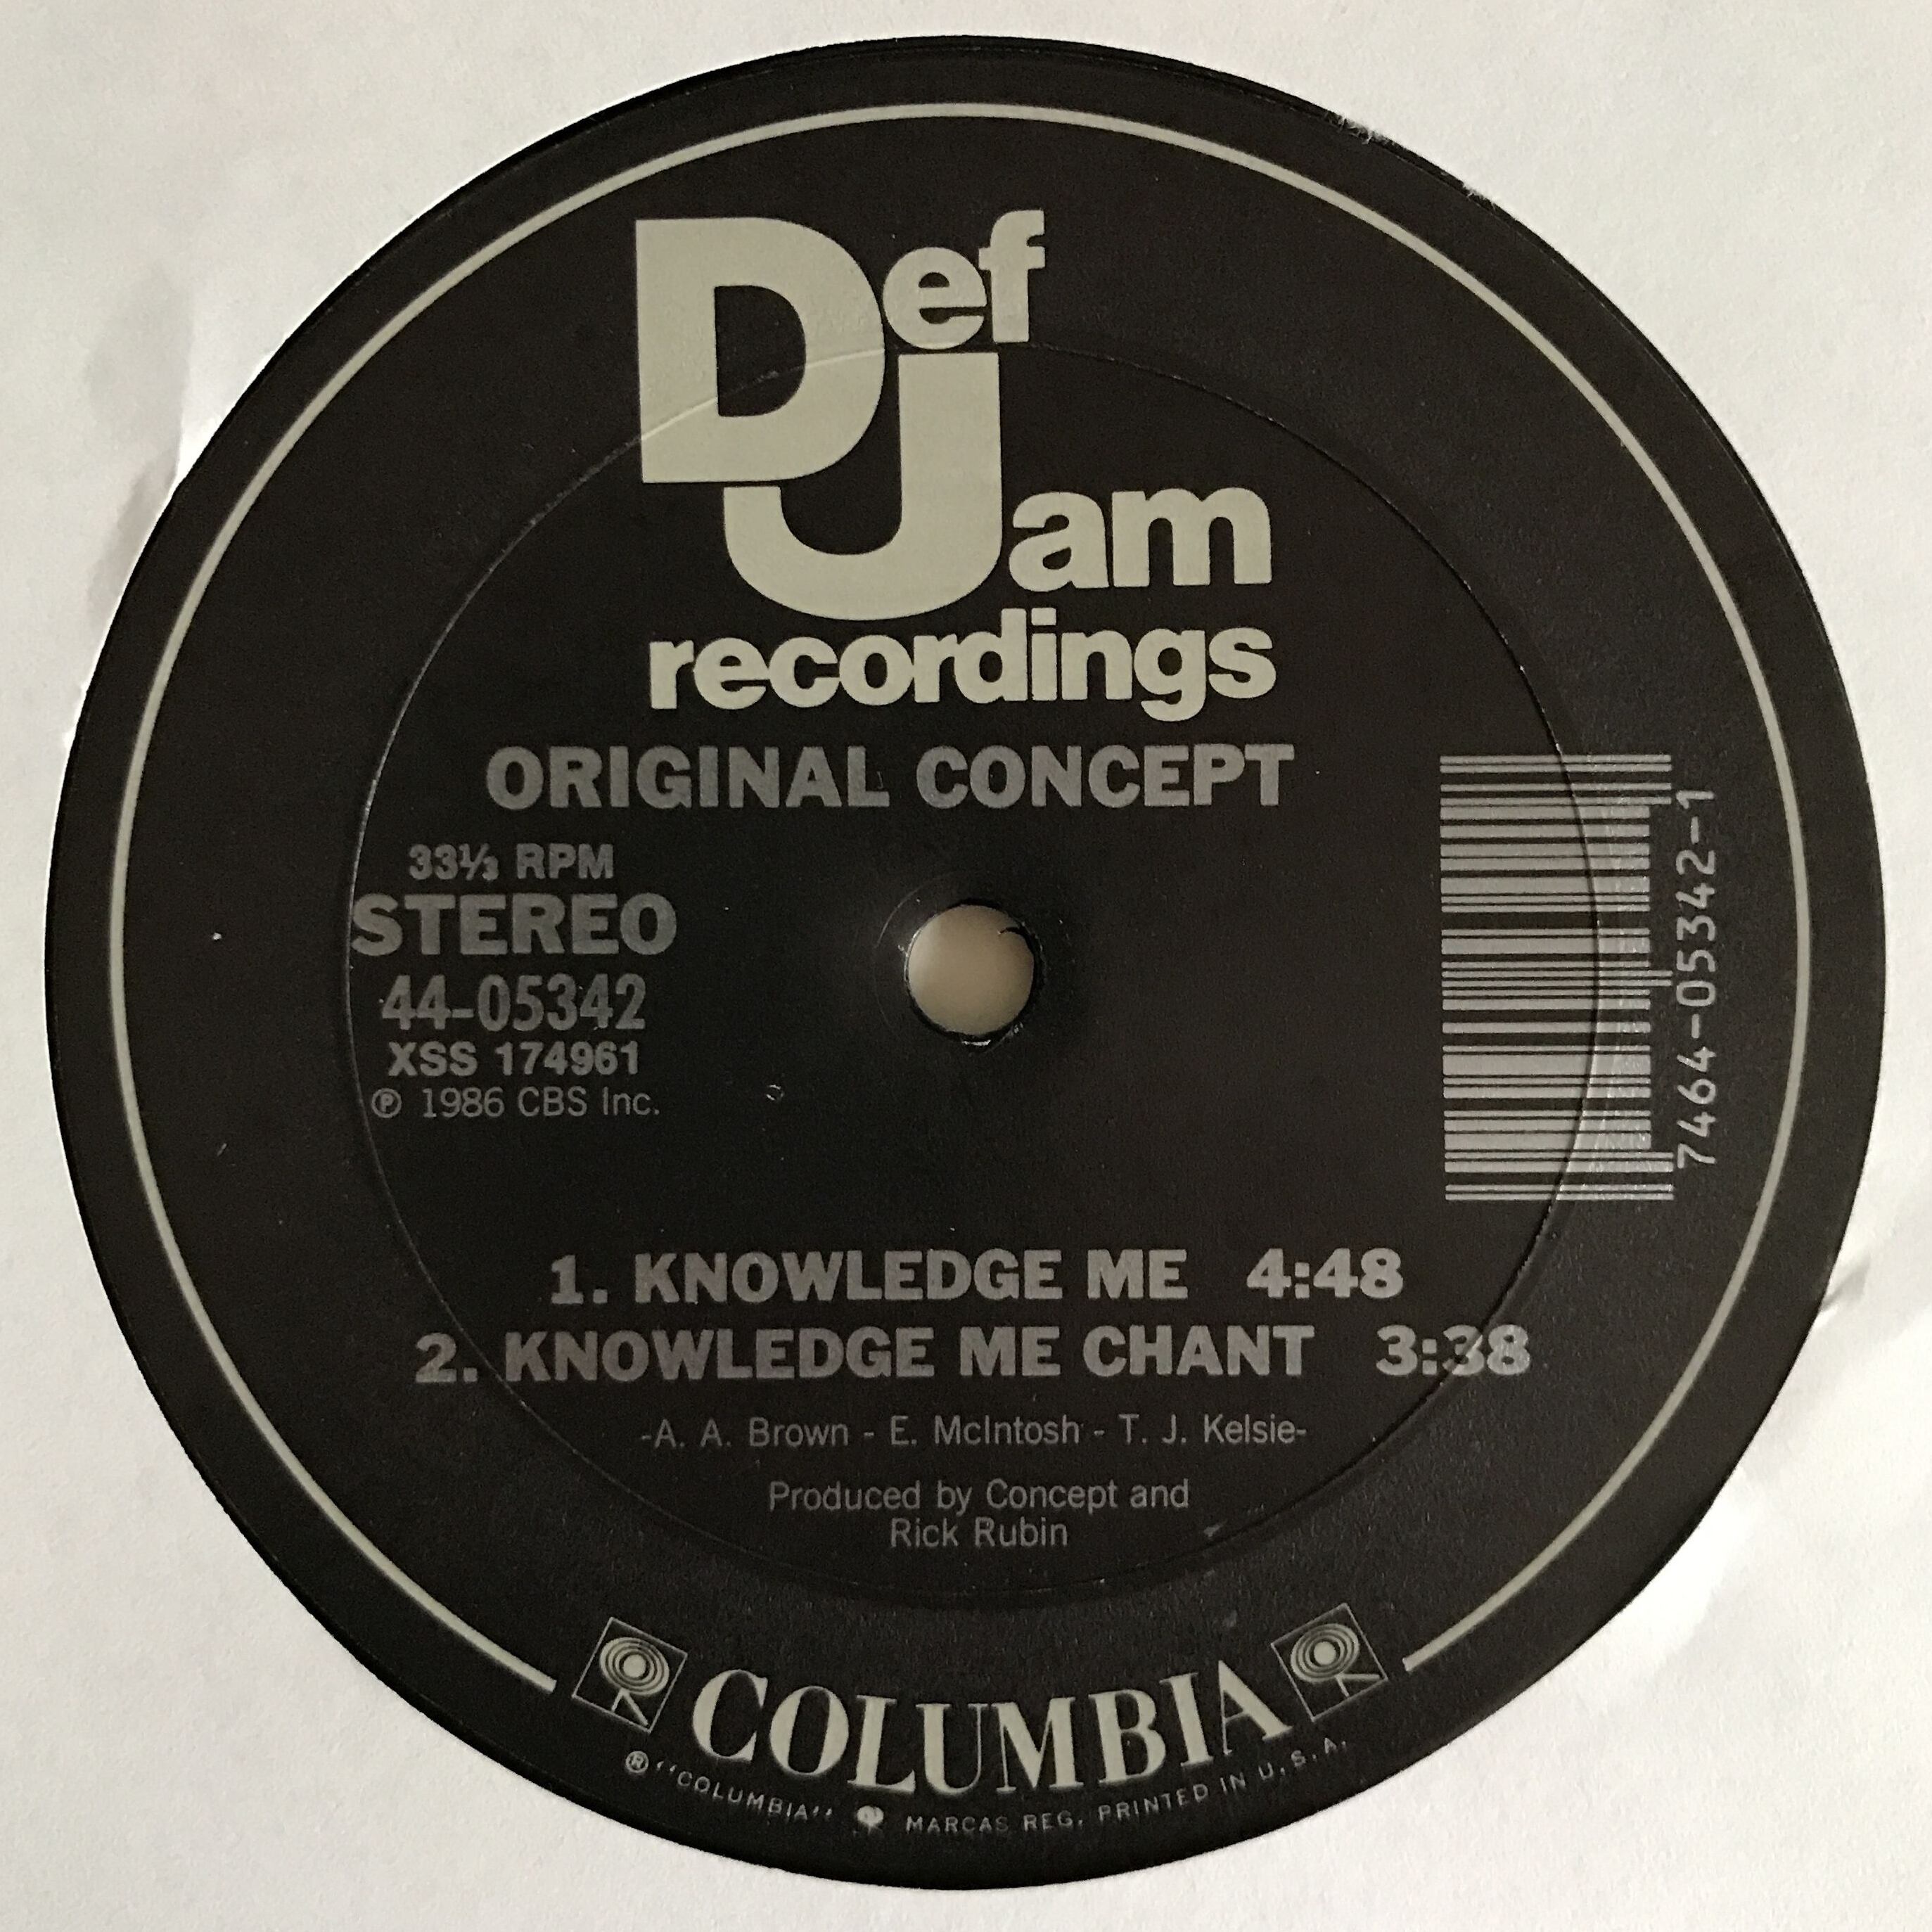 Def
Jam
recordings
ORIGINAL CONCEPT
33⅓ RPM
STEREO
44-05342
XSS 174961
℗ 1986 CBS Inc.
7464-05342-1
1. KNOWLEDGE ME 4:48
2. KNOWLEDGE ME CHANT 3:38
-A. A. Brown - E. McIntosh - T. J. Kelsie-
Produced by Concept and
Rick Rubin
COLUMBIA
® "COLUMBIA" MARCAS REG. PRINTED IN U.S.A.